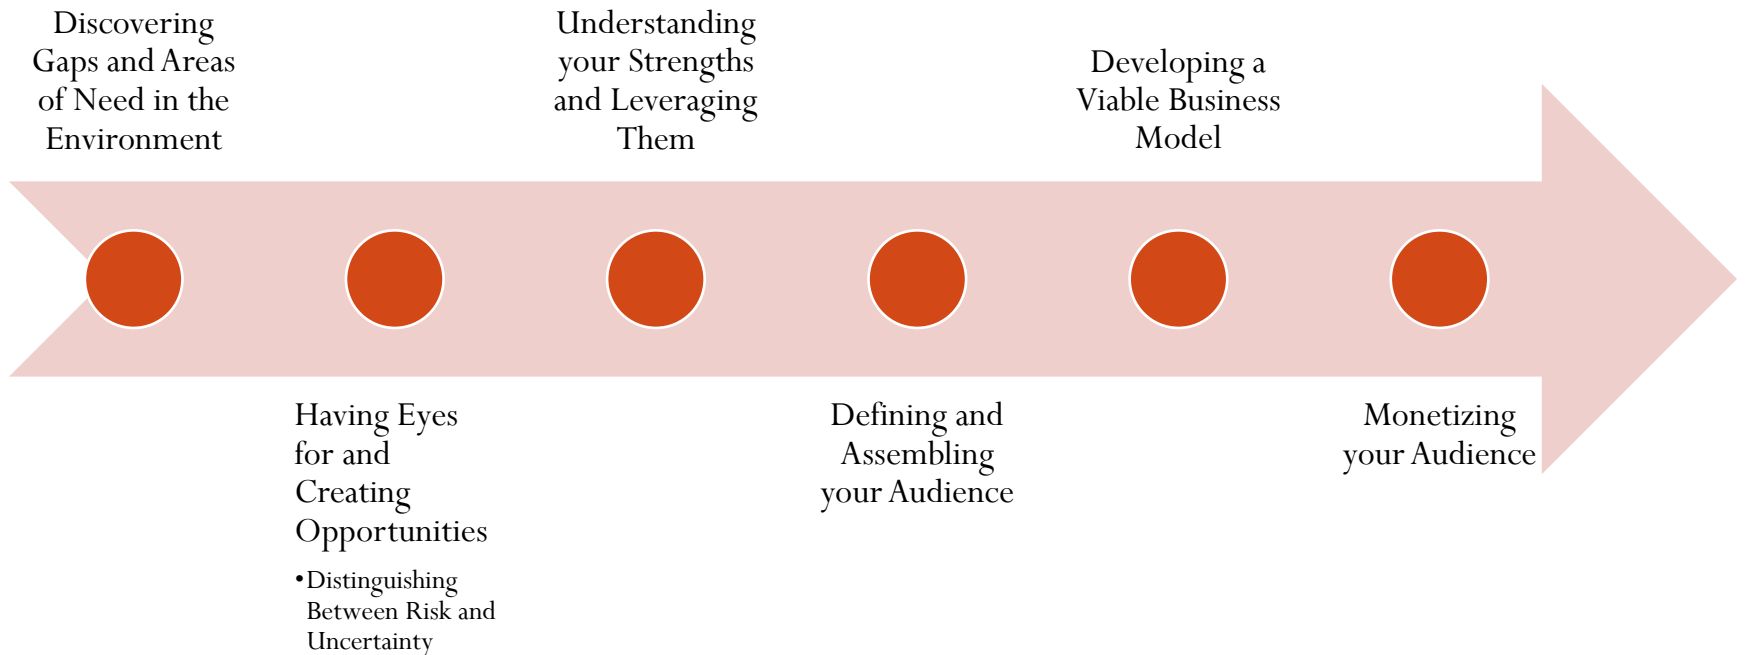 Discovering
Gaps and Areas
of Need in the
Environment
Having Eyes
for and
Creating
Opportunities
•Distinguishing
Between Risk and
Uncertainty
Understanding
your Strengths
and Leveraging
Them
Defining and
Assembling
your Audience
Developing a
Viable Business
Model
Monetizing
your Audience